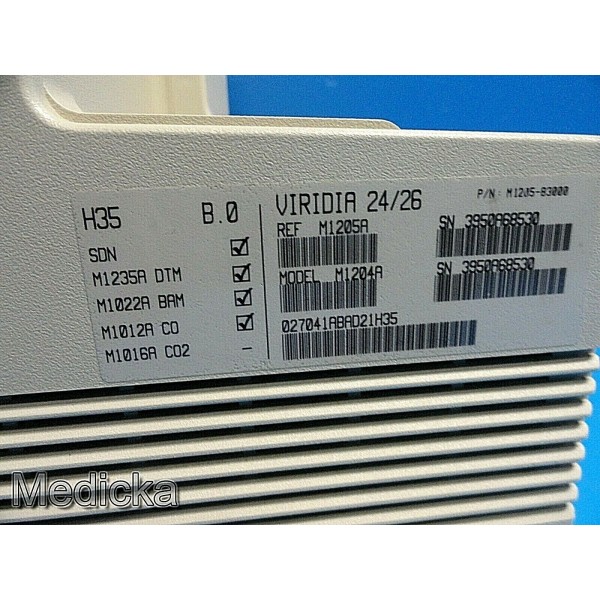 H35 B.0
SDN
M1235A DTM
M1022A BAM
M1012A CO
M1016A CO2 -
VIRIDIA 24/26
P/N: M1205-83000
REF M1205A
SN 3950A68530
MODEL M1204A
SN 3950A68530
027041ABAD21H35
Medicka